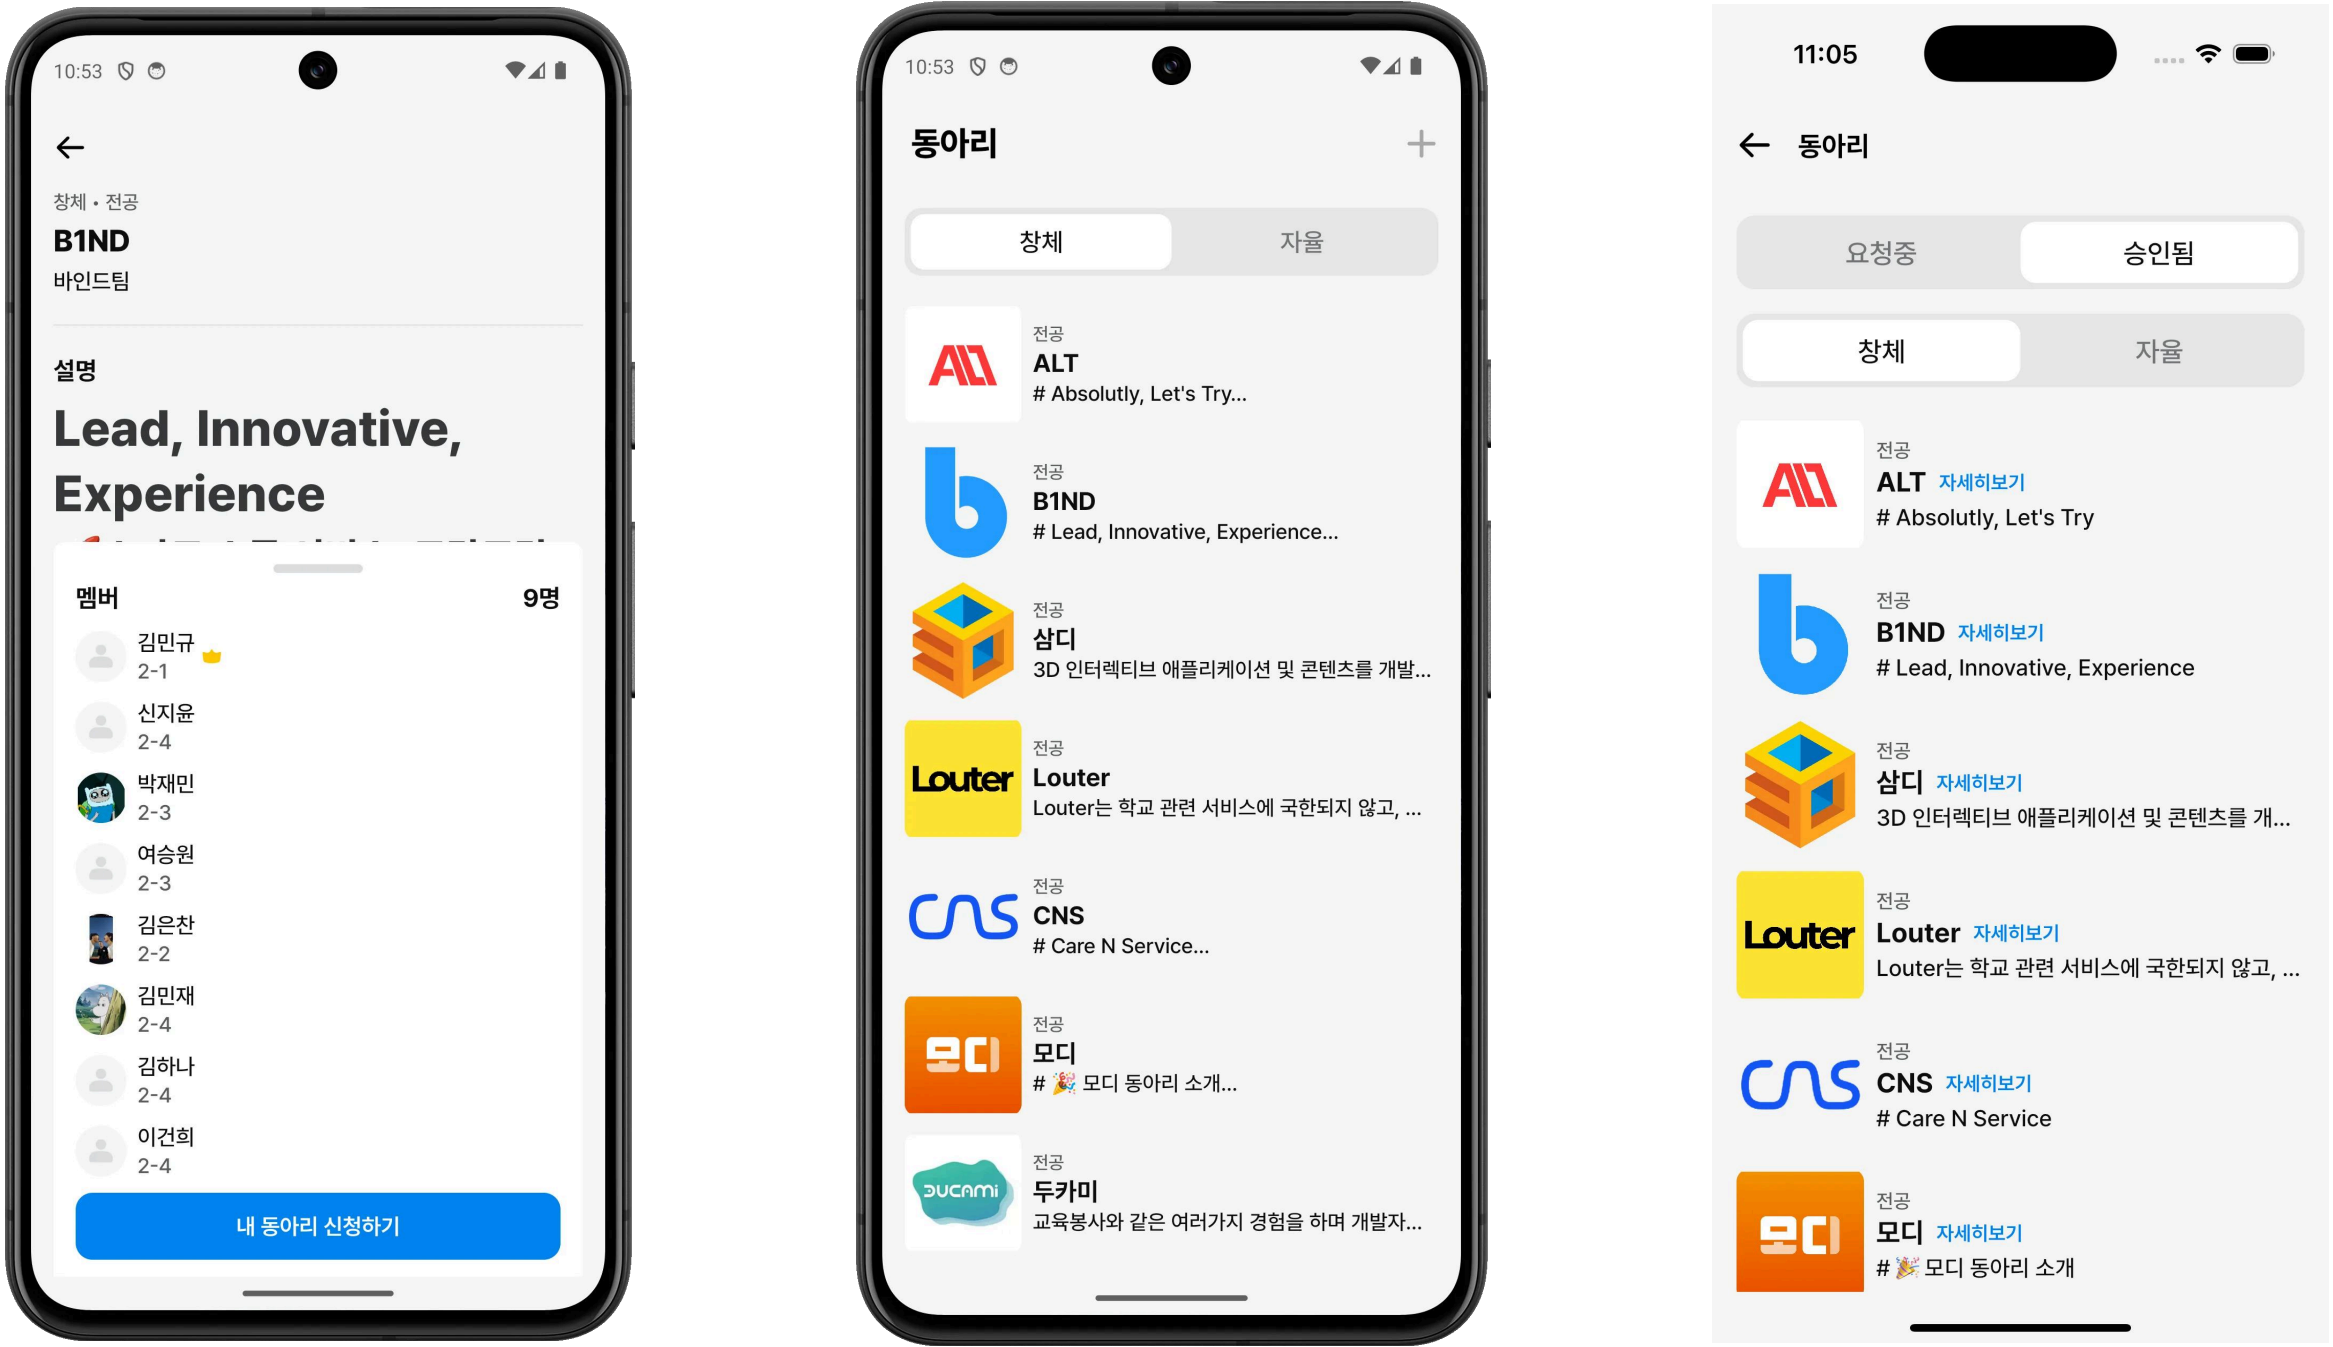 10:53
창체 • 전공
B1ND
바인드팀
설명
Lead, Innovative,
Experience
멤버 9명
김민규
2-1
신지윤
2-4
박재민
2-3
여승원
2-3
김은찬
2-2
김민재
2-4
김하나
2-4
이건희
2-4
내 동아리 신청하기
10:53
동아리
창체 자율
전공
ALT
# Absolutly, Let's Try...
전공
B1ND
# Lead, Innovative, Experience...
전공
삼디
3D 인터렉티브 애플리케이션 및 콘텐츠를 개발...
Louter
전공
Louter
Louter는 학교 관련 서비스에 국한되지 않고, ...
cns
전공
CNS
# Care N Service...
모디
전공
모디
# 🎉 모디 동아리 소개...
DUCAMi
전공
두카미
교육봉사와 같은 여러가지 경험을 하며 개발자...
11:05
동아리
요청중 승인됨
창체 자율
전공
ALT 자세히보기
# Absolutly, Let's Try
전공
B1ND 자세히보기
# Lead, Innovative, Experience
전공
삼디 자세히보기
3D 인터렉티브 애플리케이션 및 콘텐츠를 개...
Louter
전공
Louter 자세히보기
Louter는 학교 관련 서비스에 국한되지 않고, ...
cns
전공
CNS 자세히보기
# Care N Service
모디
전공
모디 자세히보기
# 🎉 모디 동아리 소개